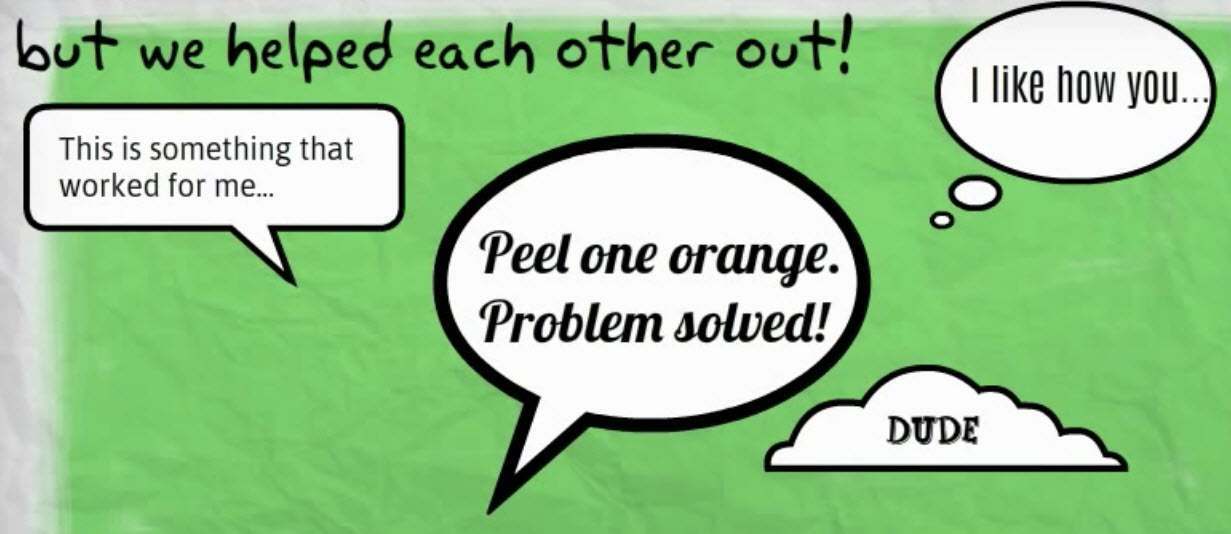 but we helped each other out!
I like how you...
This is something that
worked for me...
Peel one orange.
Problem solved!
DUDE